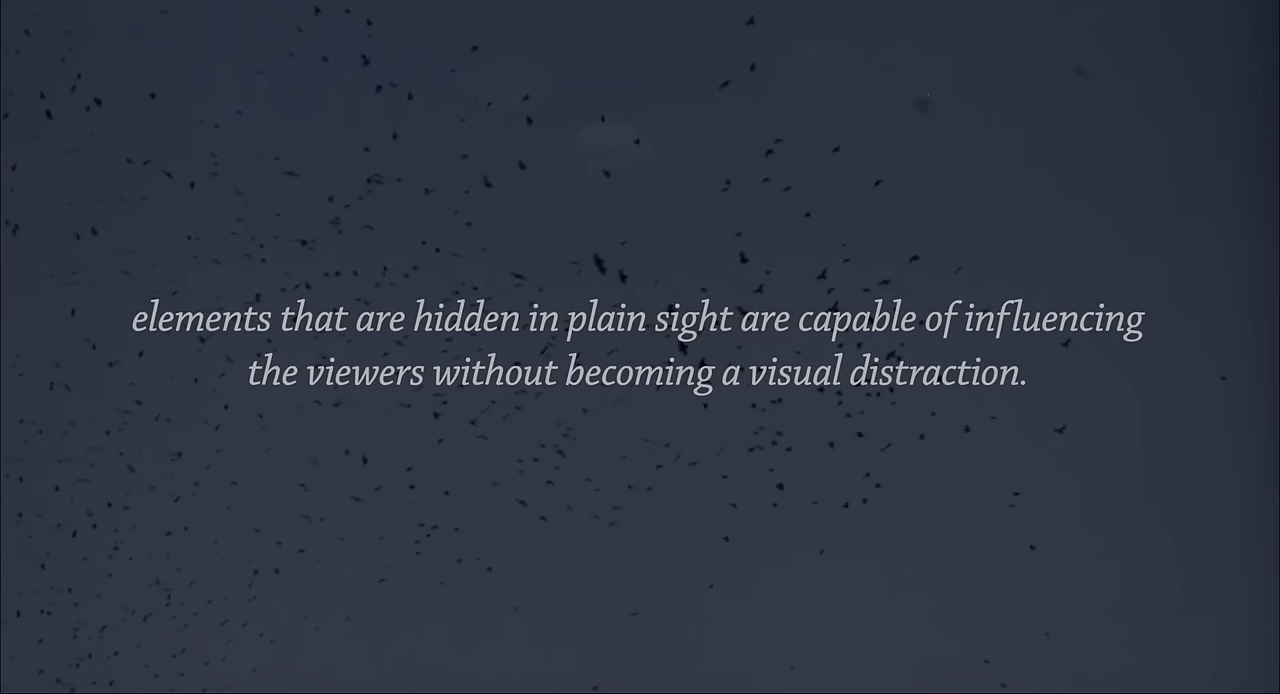 elements that are hidden in plain sight are capable of influencing
the viewers without becoming a visual distraction.